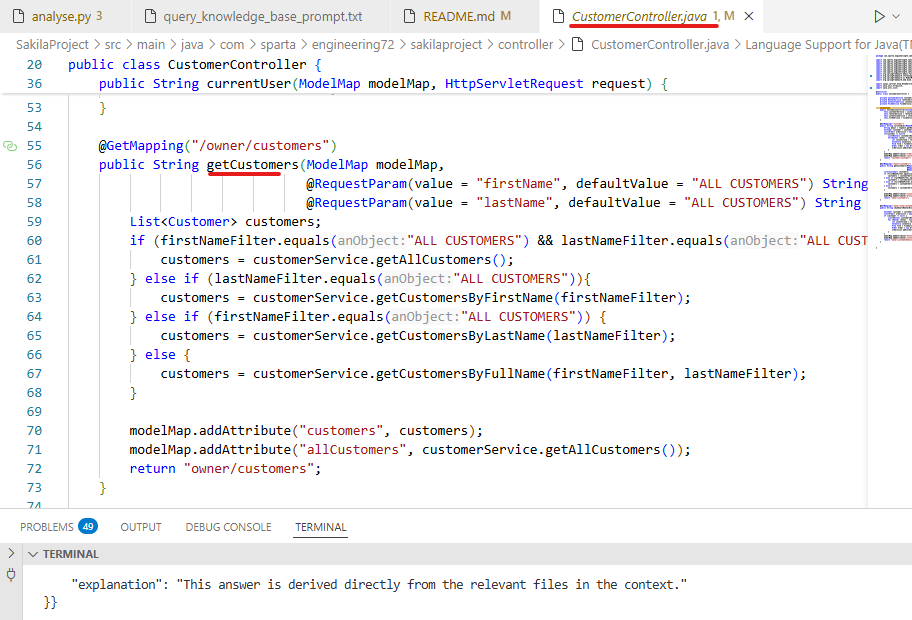 analyse.py 3 query_knowledge_base_prompt.txt README.md M CustomerController.java 1, M
SakilaProject > src > main > java > com > sparta > engineering72 > sakilaproject > controller > CustomerController.java > Language Support for Java(T
20 public class CustomerController {
36 public String currentUser(ModelMap modelMap, HttpServletRequest request) {
53 }
54
55 @GetMapping("/owner/customers")
56 public String getCustomers(ModelMap modelMap,
57 @RequestParam(value = "firstName", defaultValue = "ALL CUSTOMERS") String
58 @RequestParam(value = "lastName", defaultValue = "ALL CUSTOMERS") String
59 List<Customer> customers;
60 if (firstNameFilter.equals(anObject:"ALL CUSTOMERS") && lastNameFilter.equals(anObject:"ALL CUST
61 customers = customerService.getAllCustomers();
62 } else if (lastNameFilter.equals(anObject:"ALL CUSTOMERS")){
63 customers = customerService.getCustomersByFirstName(firstNameFilter);
64 } else if (firstNameFilter.equals(anObject:"ALL CUSTOMERS")) {
65 customers = customerService.getCustomersByLastName(lastNameFilter);
66 } else {
67 customers = customerService.getCustomersByFullName(firstNameFilter, lastNameFilter);
68 }
69
70 modelMap.addAttribute("customers", customers);
71 modelMap.addAttribute("allCustomers", customerService.getAllCustomers());
72 return "owner/customers";
73 }
74
PROBLEMS 49 OUTPUT DEBUG CONSOLE TERMINAL
TERMINAL
"explanation": "This answer is derived directly from the relevant files in the context."
}}